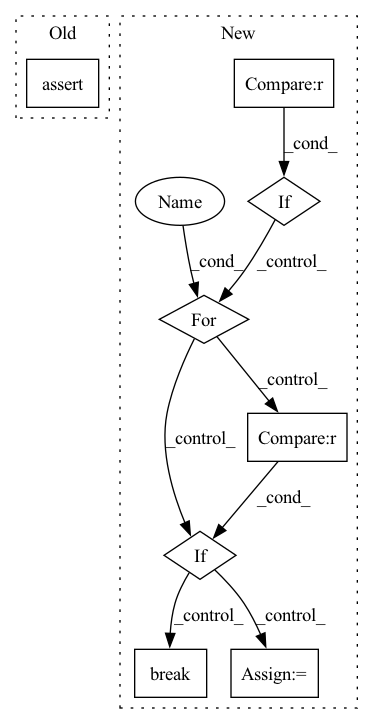 Old
New
assert
Compare:r
_cond_
Name
If
_cond_
_control_
For
_control_
_control_
Compare:r
_cond_
If
_control_
_control_
break
Assign:=